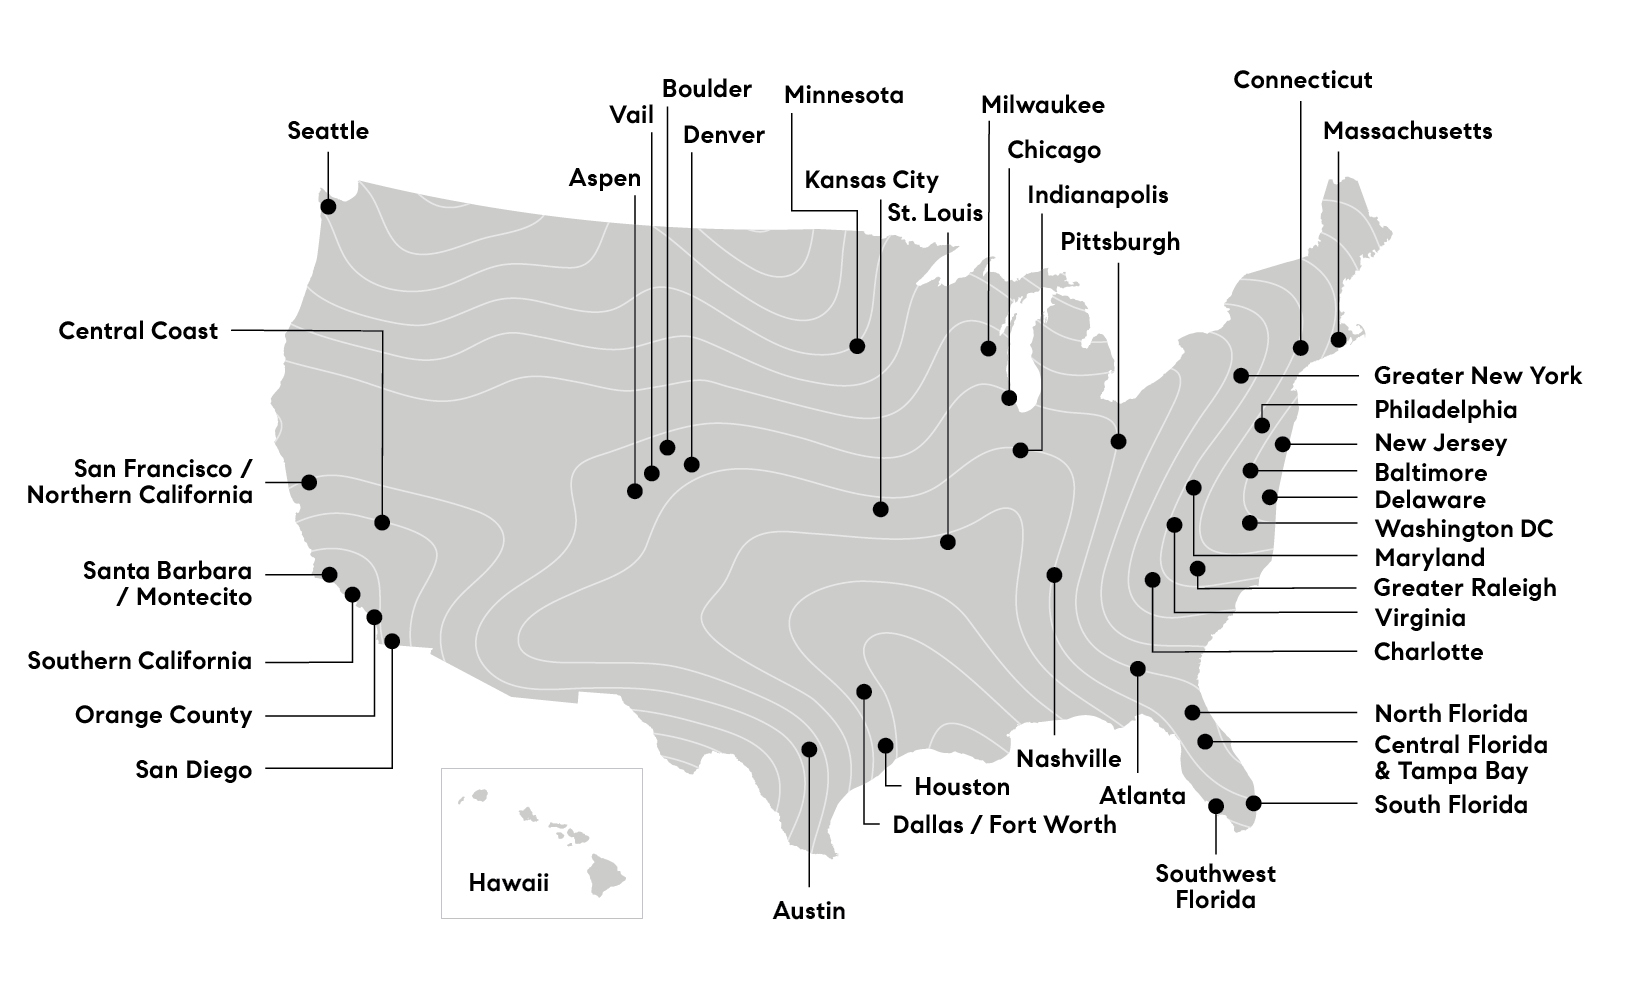 Connecticut
Boulder
Minnesota
Milwaukee
Vail
Seattle
Denver
Massachusetts
Chicago
Aspen
Kansas City
Indianapolis
St. Louis
Pittsburgh
Central Coast
Greater New York
Philadelphia
New Jersey
San Francisco /
Northern California
Baltimore
Delaware
Washington DC
Maryland
Santa Barbara
/ Montecito
Greater Raleigh
Virginia
Charlotte
Southern California
Orange County
North Florida
Central Florida
& Tampa Bay
San Diego
Nashville
Houston
Atlanta
South Florida
Dallas / Fort Worth
Southwest
Florida
Hawaii
Austin